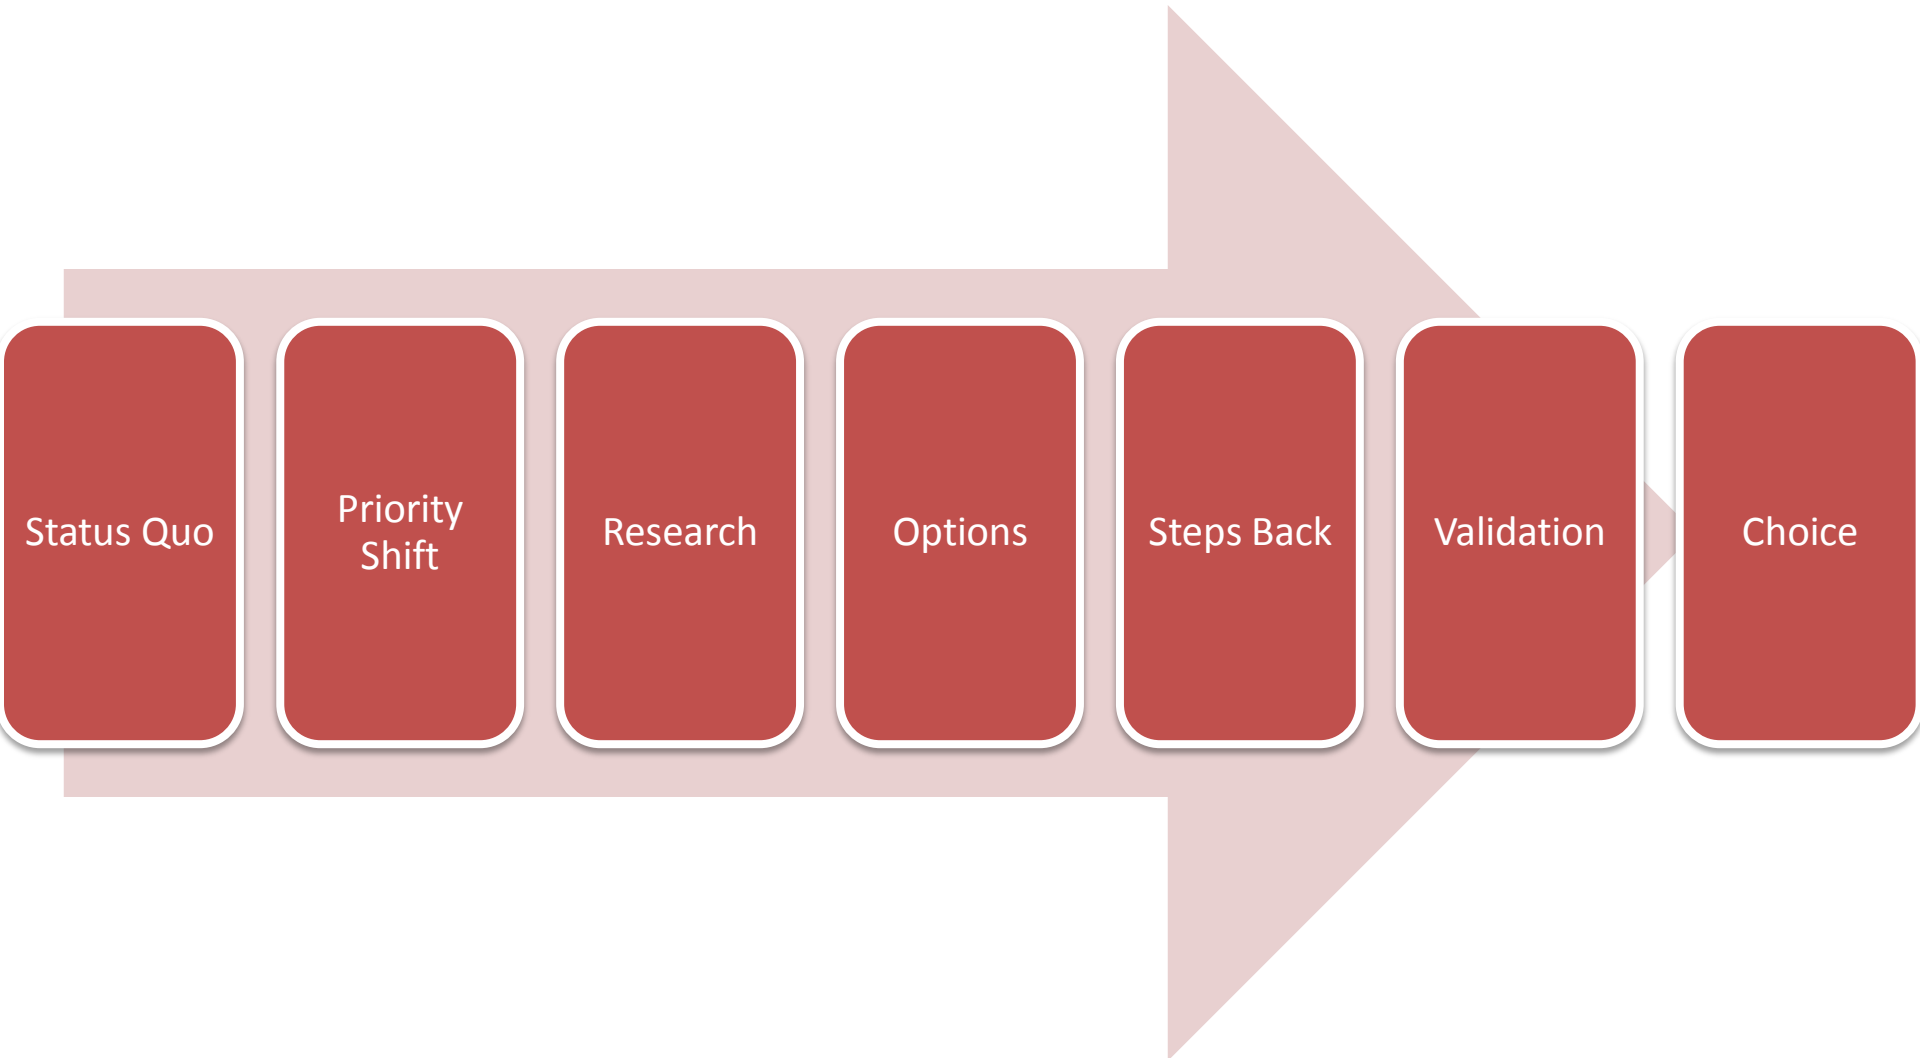 Status Quo
Priority
Shift
Research
Options
Steps Back
Validation
Choice